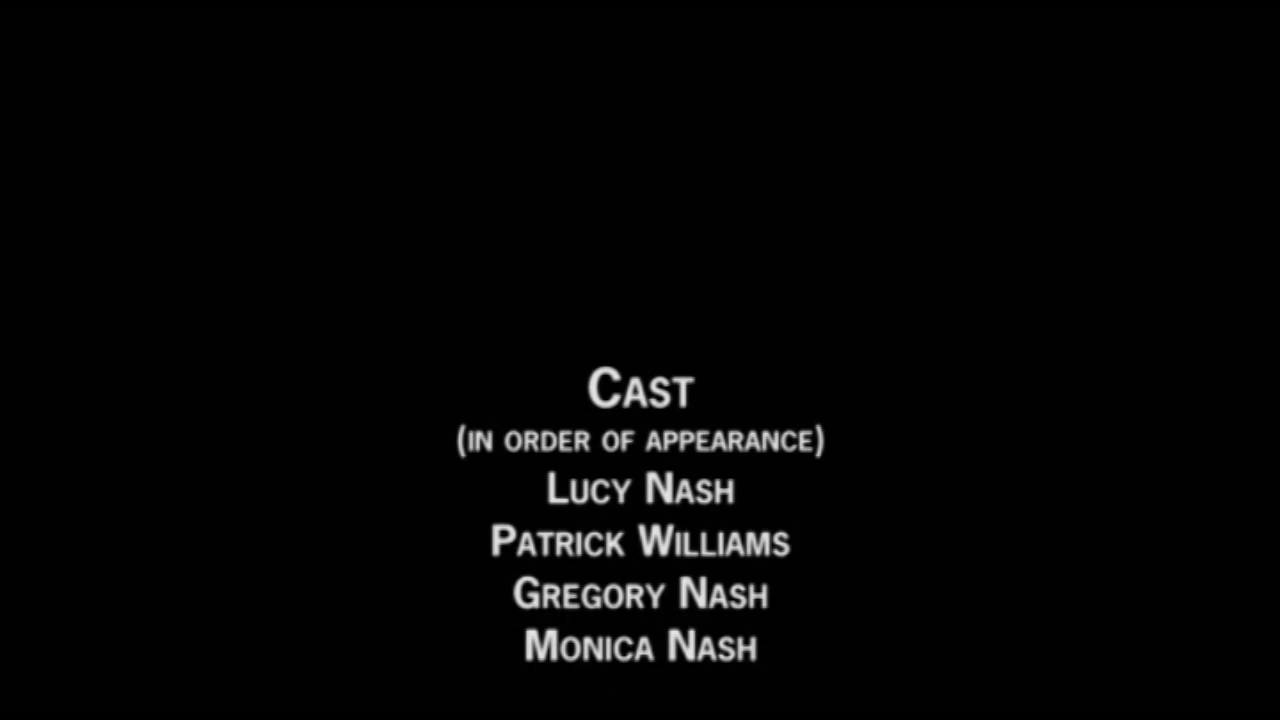 Cast
(in order of appearance)
Lucy Nash
Patrick Williams
Gregory Nash
Monica Nash